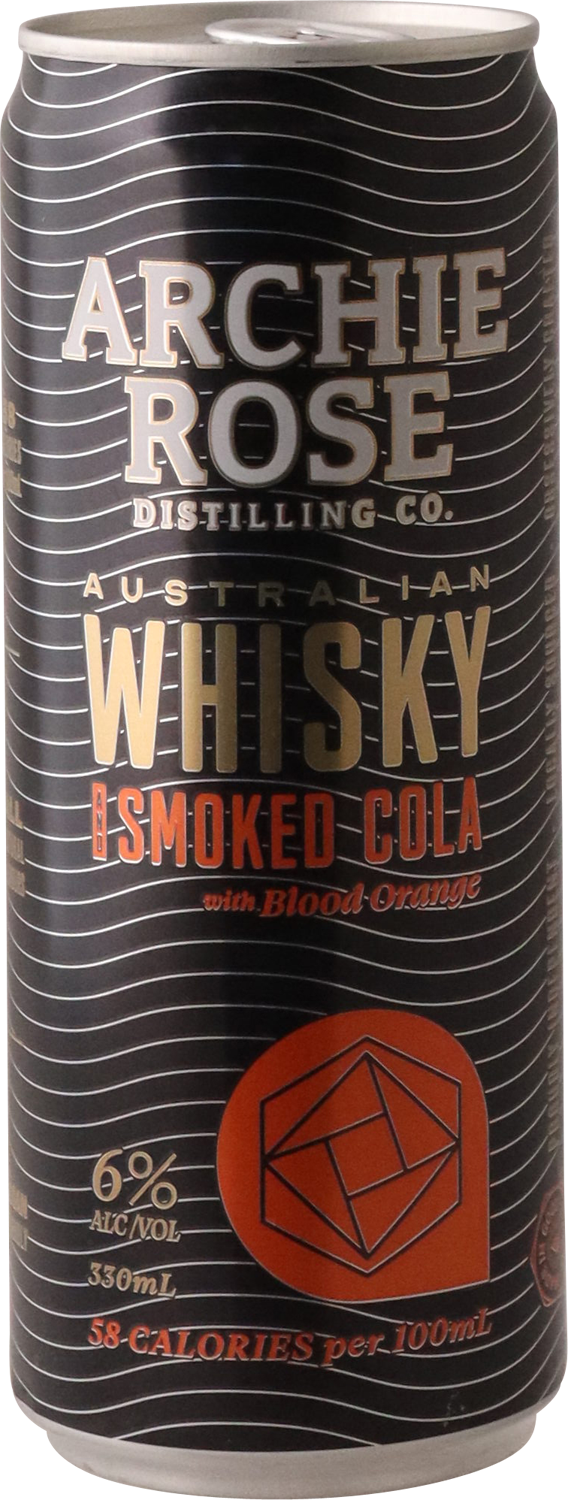 ARCHIE
ROSE
DISTILLING CO.
AUSTRALIAN
WHISKY
AND SMOKED COLA
with Blood Orange
6%
ALC/VOL
330mL
58 CALORIES per 100mL